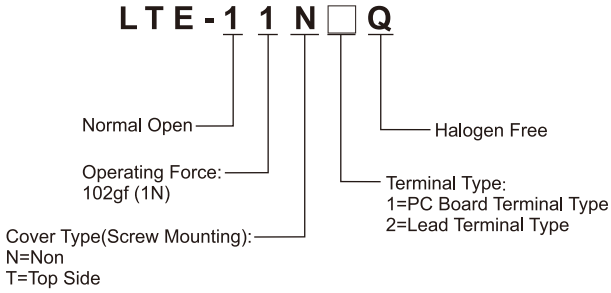 LTE-11N□Q
Normal Open
Halogen Free
Operating Force:
102gf (1N)
Terminal Type:
1=PC Board Terminal Type
2=Lead Terminal Type
Cover Type(Screw Mounting):
N=Non
T=Top Side